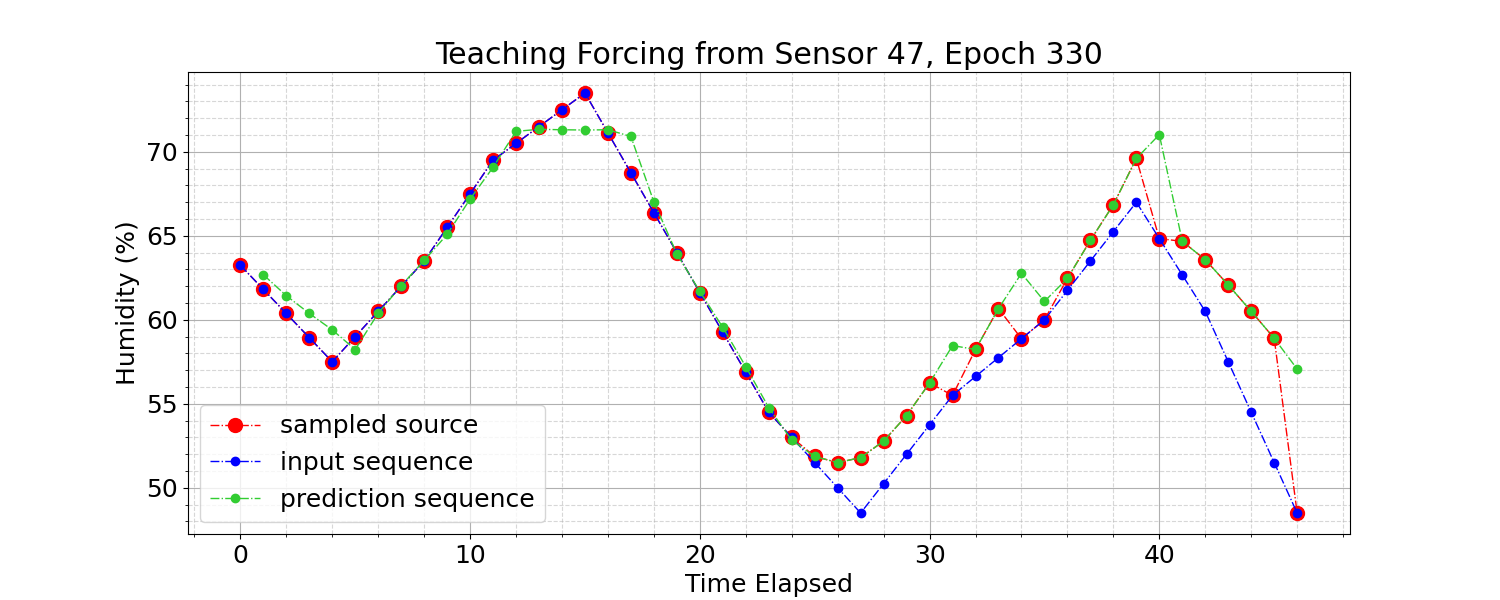 Teaching Forcing from Sensor 47, Epoch 330
Humidity (%)
70
65
60
55
50
sampled source
input sequence
prediction sequence
0 10 20 30 40
Time Elapsed